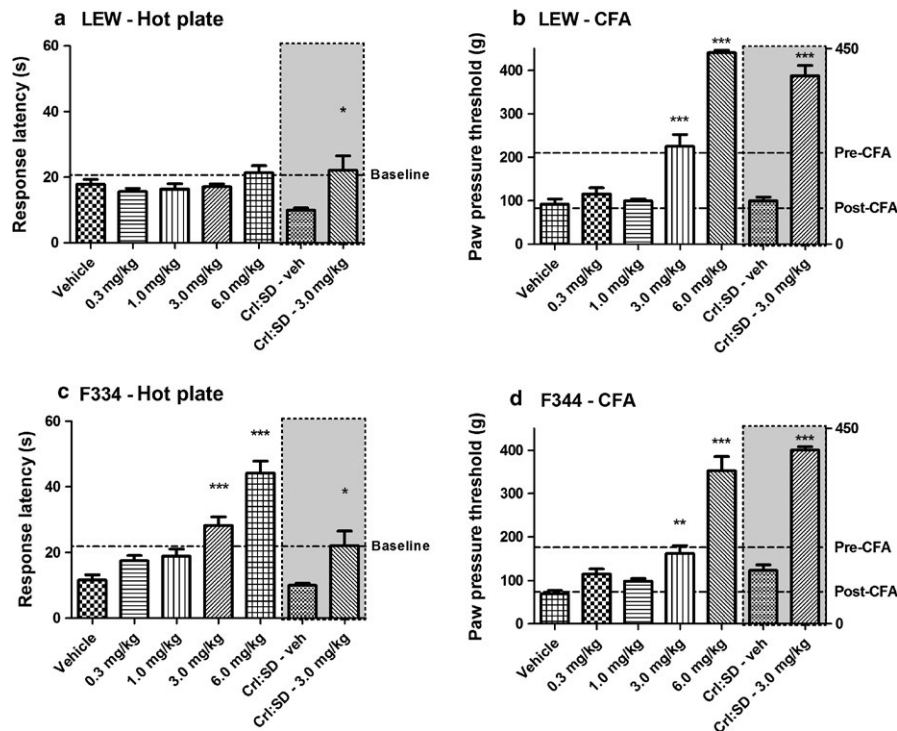 a LEW - Hot plate
Response latency (s)
60
40
20
0
*
Baseline
Vehicle
0.3 mg/kg
1.0 mg/kg
3.0 mg/kg
6.0 mg/kg
Crl:SD - veh
Crl:SD - 3.0 mg/kg
b LEW - CFA
Paw pressure threshold (g)
400
300
200
100
0
***
***
***
450
Pre-CFA
Post-CFA
0
Vehicle
0.3 mg/kg
1.0 mg/kg
3.0 mg/kg
6.0 mg/kg
Crl:SD - veh
Crl:SD - 3.0 mg/kg
c F334 - Hot plate
Response latency (s)
60
40
20
0
***
***
*
Baseline
Vehicle
0.3 mg/kg
1.0 mg/kg
3.0 mg/kg
6.0 mg/kg
Crl:SD - veh
Crl:SD - 3.0 mg/kg
d F344 - CFA
Paw pressure threshold (g)
400
300
200
100
0
**
***
***
450
Pre-CFA
Post-CFA
0
Vehicle
0.3 mg/kg
1.0 mg/kg
3.0 mg/kg
6.0 mg/kg
Crl:SD - veh
Crl:SD - 3.0 mg/kg